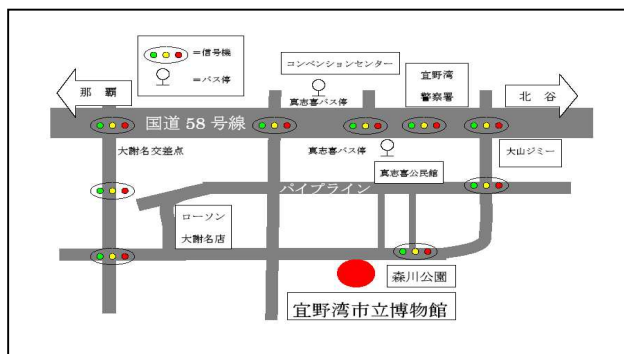 =信号機
=バス停
那 覇
コンベンションセンター
宜野湾
警察署
北 谷
真志喜バス停
国道 58 号線
大謝名交差点
真志喜バス停
真志喜公民館
大山ジミー
パイプライン
ローソン
大謝名店
森川公園
宜野湾市立博物館